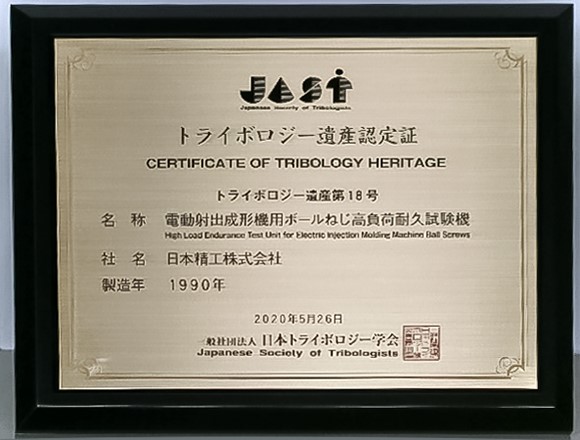 JAST
Japanese Society of Tribologists
トライボロジー遺産認定証
CERTIFICATE OF TRIBOLOGY HERITAGE
トライボロジー遺産第18号
名 称 電動射出成形機用ボールねじ高負荷耐久試験機
High Load Endurance Test Unit for Electric Injection Molding Machine Ball Screws
社 名 日本精工株式会社
製造年 1990年
2020年5月26日
一般社団法人 日本トライボロジー学会
Japanese Society of Tribologists